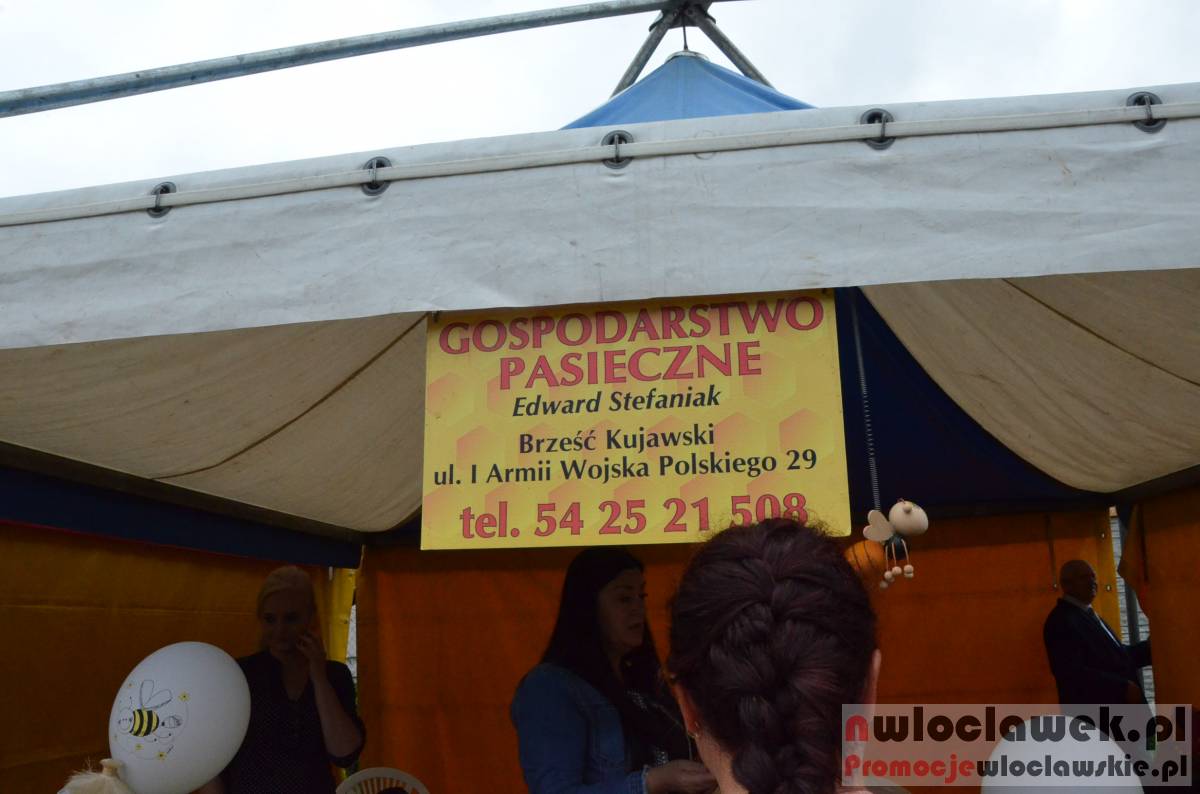 GOSPODARSTWO
PASIECZNE
Edward Stefaniak
Brześć Kujawski
ul. I Armii Wojska Polskiego 29
tel. 54 25 21 508
nwloclawek.pl
Promocjewloclawskie.pl